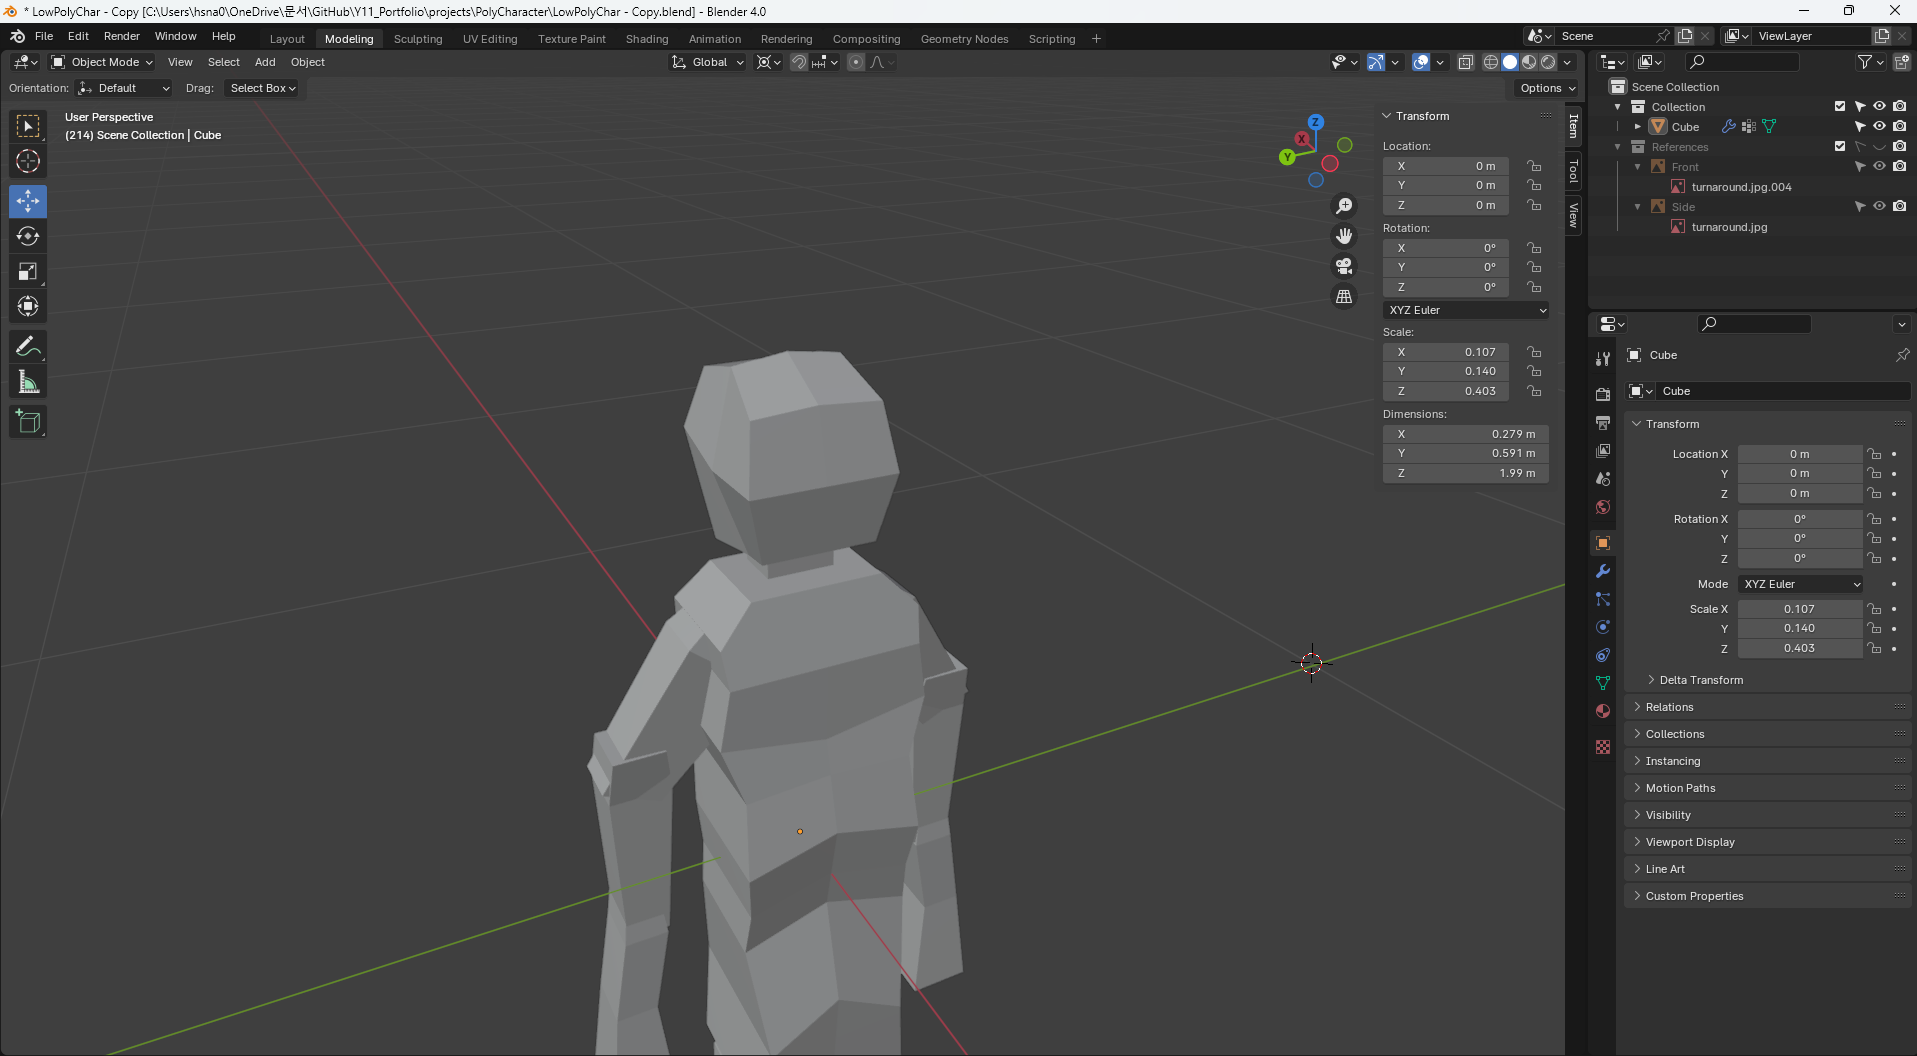 * LowPolyChar - Copy [C:\Users\hsna0\OneDrive\문서\GitHub\Y11_Portfolio\projects\PolyCharacter\LowPolyChar - Copy.blend] - Blender 4.0
File Edit Render Window Help
Layout Modeling Sculpting UV Editing Texture Paint Shading Animation Rendering Compositing Geometry Nodes Scripting +
Scene
ViewLayer
Object Mode View Select Add Object
Global
Orientation: Default Drag: Select Box
Options
User Perspective
(214) Scene Collection | Cube
Z
X
Y
Transform
Location:
X 0 m
Y 0 m
Z 0 m
Rotation:
X 0°
Y 0°
Z 0°
XYZ Euler
Scale:
X 0.107
Y 0.140
Z 0.403
Dimensions:
X 0.279 m
Y 0.591 m
Z 1.99 m
Item
Tool
View
Scene Collection
Collection
Cube
References
Front
turnaround.jpg.004
Side
turnaround.jpg
Cube
Cube
Transform
Location X 0 m
Y 0 m
Z 0 m
Rotation X 0°
Y 0°
Z 0°
Mode XYZ Euler
Scale X 0.107
Y 0.140
Z 0.403
Delta Transform
Relations
Collections
Instancing
Motion Paths
Visibility
Viewport Display
Line Art
Custom Properties